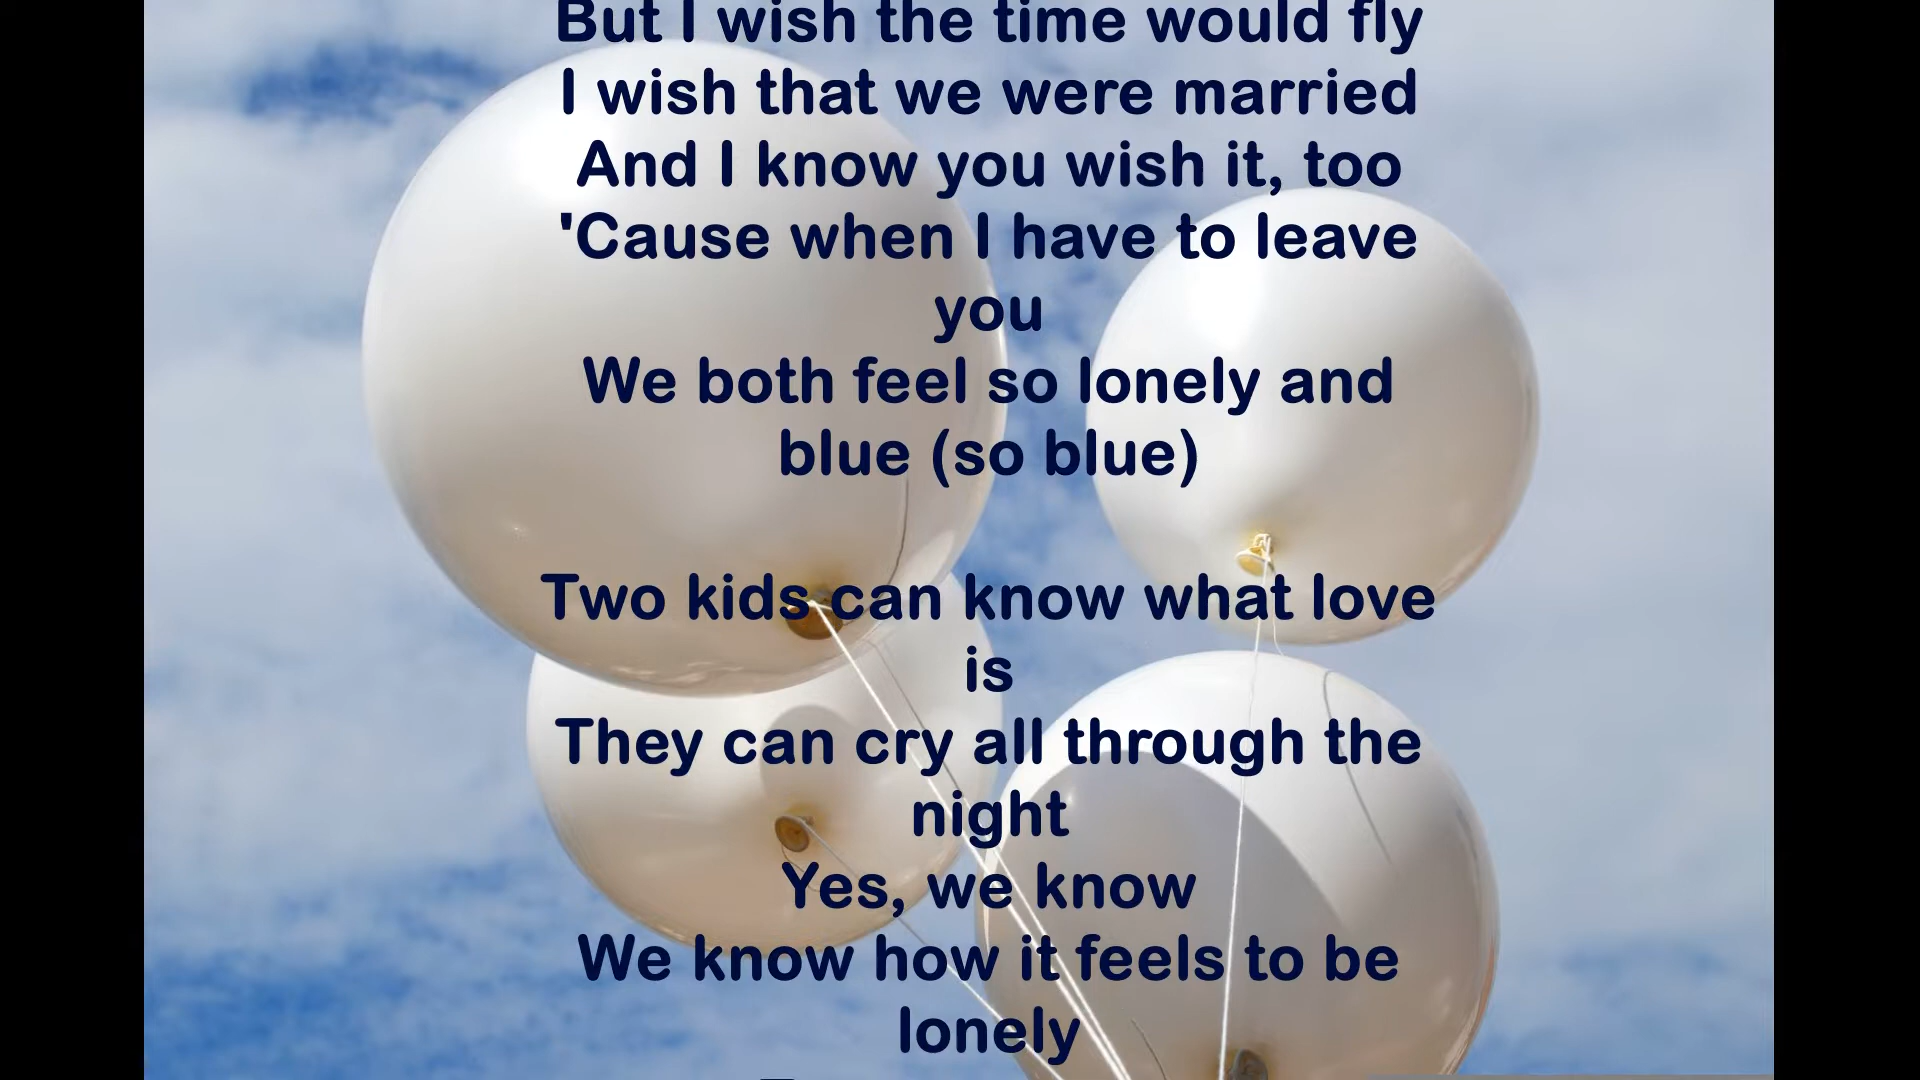 But I wish the time would fly
I wish that we were married
And I know you wish it, too
'Cause when I have to leave
you
We both feel so lonely and
blue (so blue)
Two kids can know what love
is
They can cry all through the
night
Yes, we know
We know how it feels to be
lonely